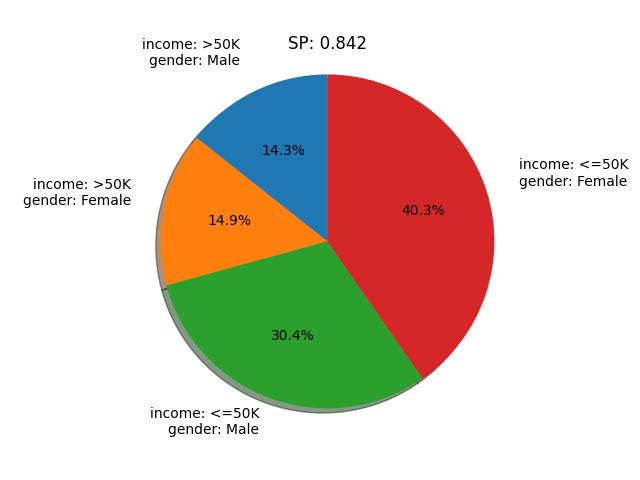 SP: 0.842
income: >50K
gender: Male
14.3%
income: >50K
gender: Female
14.9%
income: <=50K
gender: Male
30.4%
income: <=50K
gender: Female
40.3%